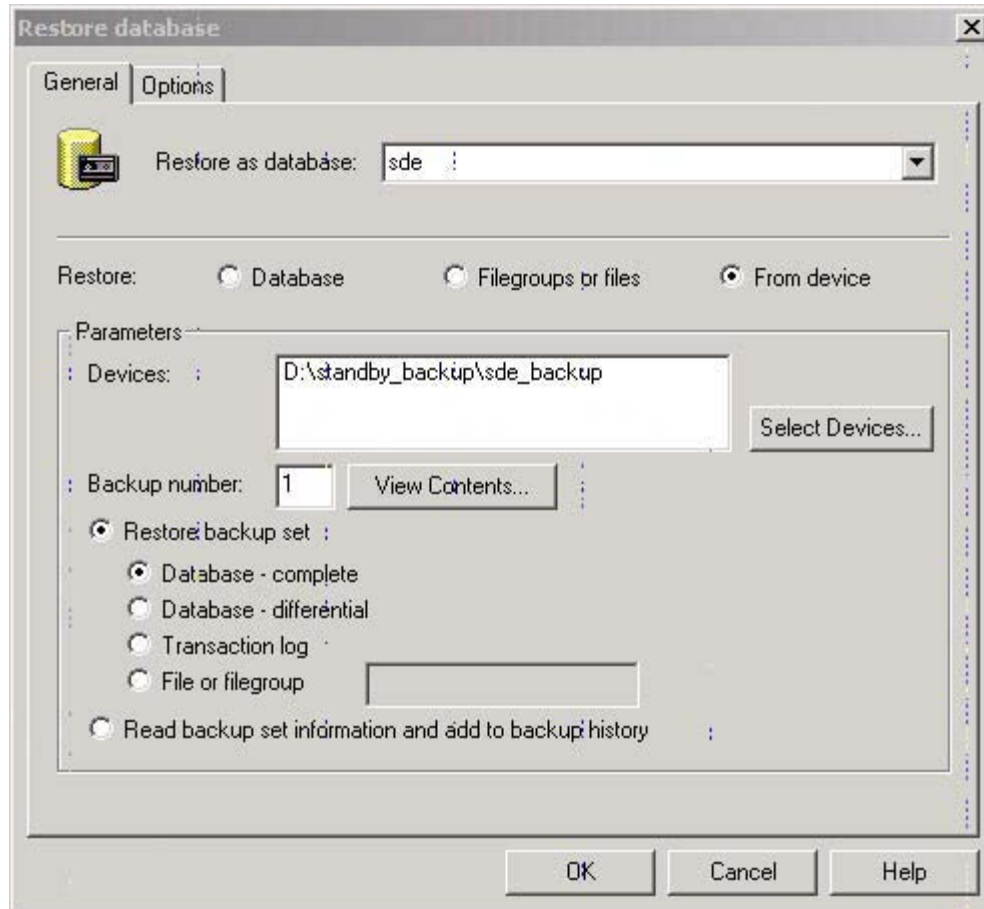 Restore database
General Options
Restore as database: sde
Restore: Database Filegroups or files From device
Parameters
Devices: D:\standby_backup\sde_backup
Select Devices...
Backup number: 1 View Contents...
Restore backup set
Database - complete
Database - differential
Transaction log
File or filegroup
Read backup set information and add to backup history
OK Cancel Help